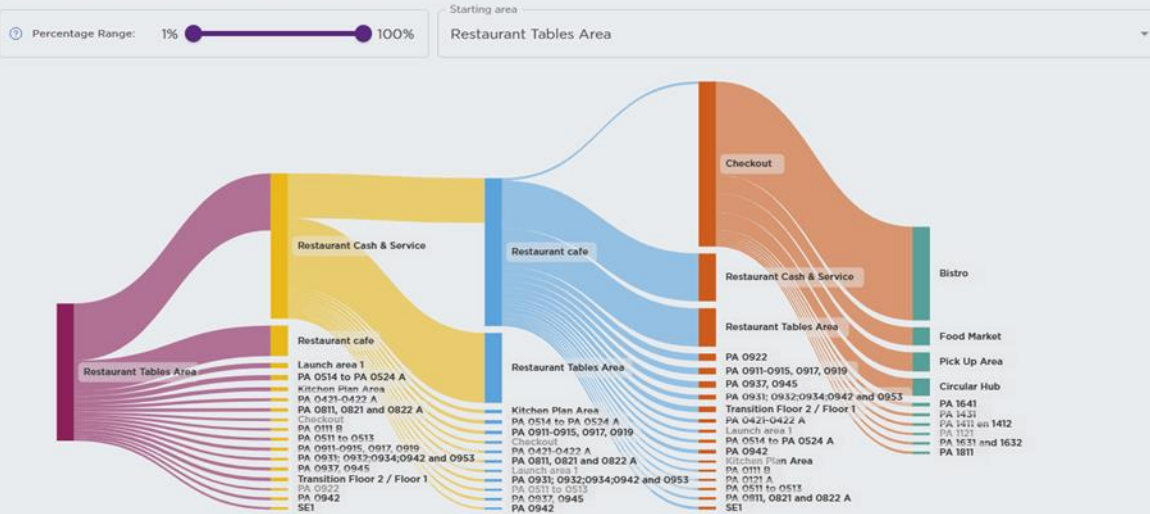 Starting area
Percentage Range: 1% 100%
Restaurant Tables Area
Restaurant Tables Area
Restaurant Cash & Service
Restaurant cafe
Launch area 1
PA 0514 to PA 0524 A
Kitchen Plan Area
PA 0421-0422 A
PA 0811, 0821 and 0822 A
Checkout
PA 0111 B
PA 0511 to 0513
PA 0911-0915, 0917, 0919
PA 0931; 0932;0934;0942 and 0953
PA 0937, 0945
Transition Floor 2 / Floor 1
PA 0922
PA 0942
SE1
Restaurant cafe
Restaurant Tables Area
Kitchen Plan Area
PA 0514 to PA 0524 A
PA 0911-0915, 0917, 0919
Checkout
PA 0421-0422 A
PA 0811, 0821 and 0822 A
Launch area 1
PA 0931; 0932;0934;0942 and 0953
PA 0511 to 0513
PA 0937, 0945
PA 0942
Checkout
Restaurant Cash & Service
Restaurant Tables Area
PA 0922
PA 0911-0915, 0917, 0919
PA 0937, 0945
PA 0931; 0932;0934;0942 and 0953
Transition Floor 2 / Floor 1
PA 0421-0422 A
Launch area 1
PA 0514 to PA 0524 A
PA 0942
Kitchen Plan Area
PA 0111 B
PA 0121 A
PA 0511 to 0513
PA 0811, 0821 and 0822 A
SE1
Bistro
Food Market
Pick Up Area
Circular Hub
PA 1641
PA 1431
PA 1411 en 1412
PA 1121
PA 1631 and 1632
PA 1811